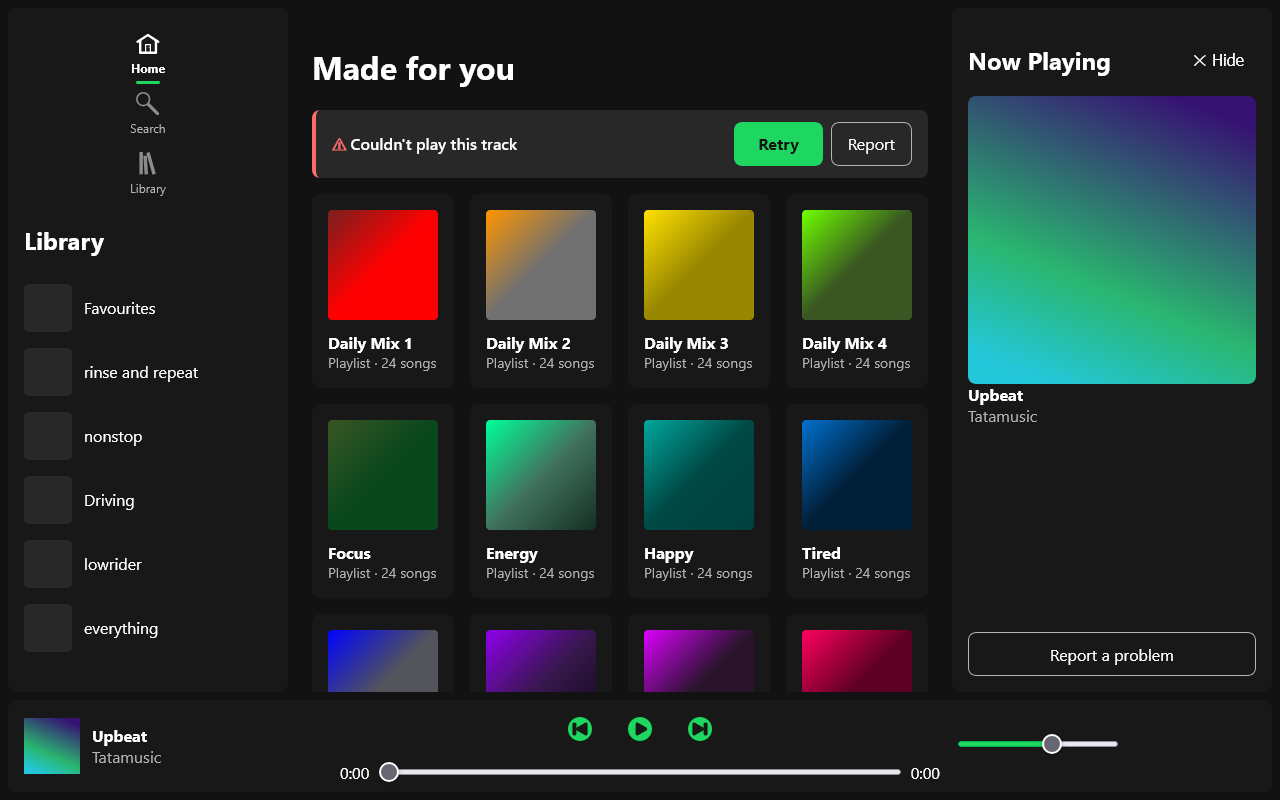 Home
Search
Library
Library
Favourites
rinse and repeat
nonstop
Driving
lowrider
everything
Made for you
Couldn't play this track
Retry
Report
Daily Mix 1
Playlist · 24 songs
Daily Mix 2
Playlist · 24 songs
Daily Mix 3
Playlist · 24 songs
Daily Mix 4
Playlist · 24 songs
Focus
Playlist · 24 songs
Energy
Playlist · 24 songs
Happy
Playlist · 24 songs
Tired
Playlist · 24 songs
Now Playing
Hide
Upbeat
Tatamusic
Report a problem
Upbeat
Tatamusic
0:00
0:00